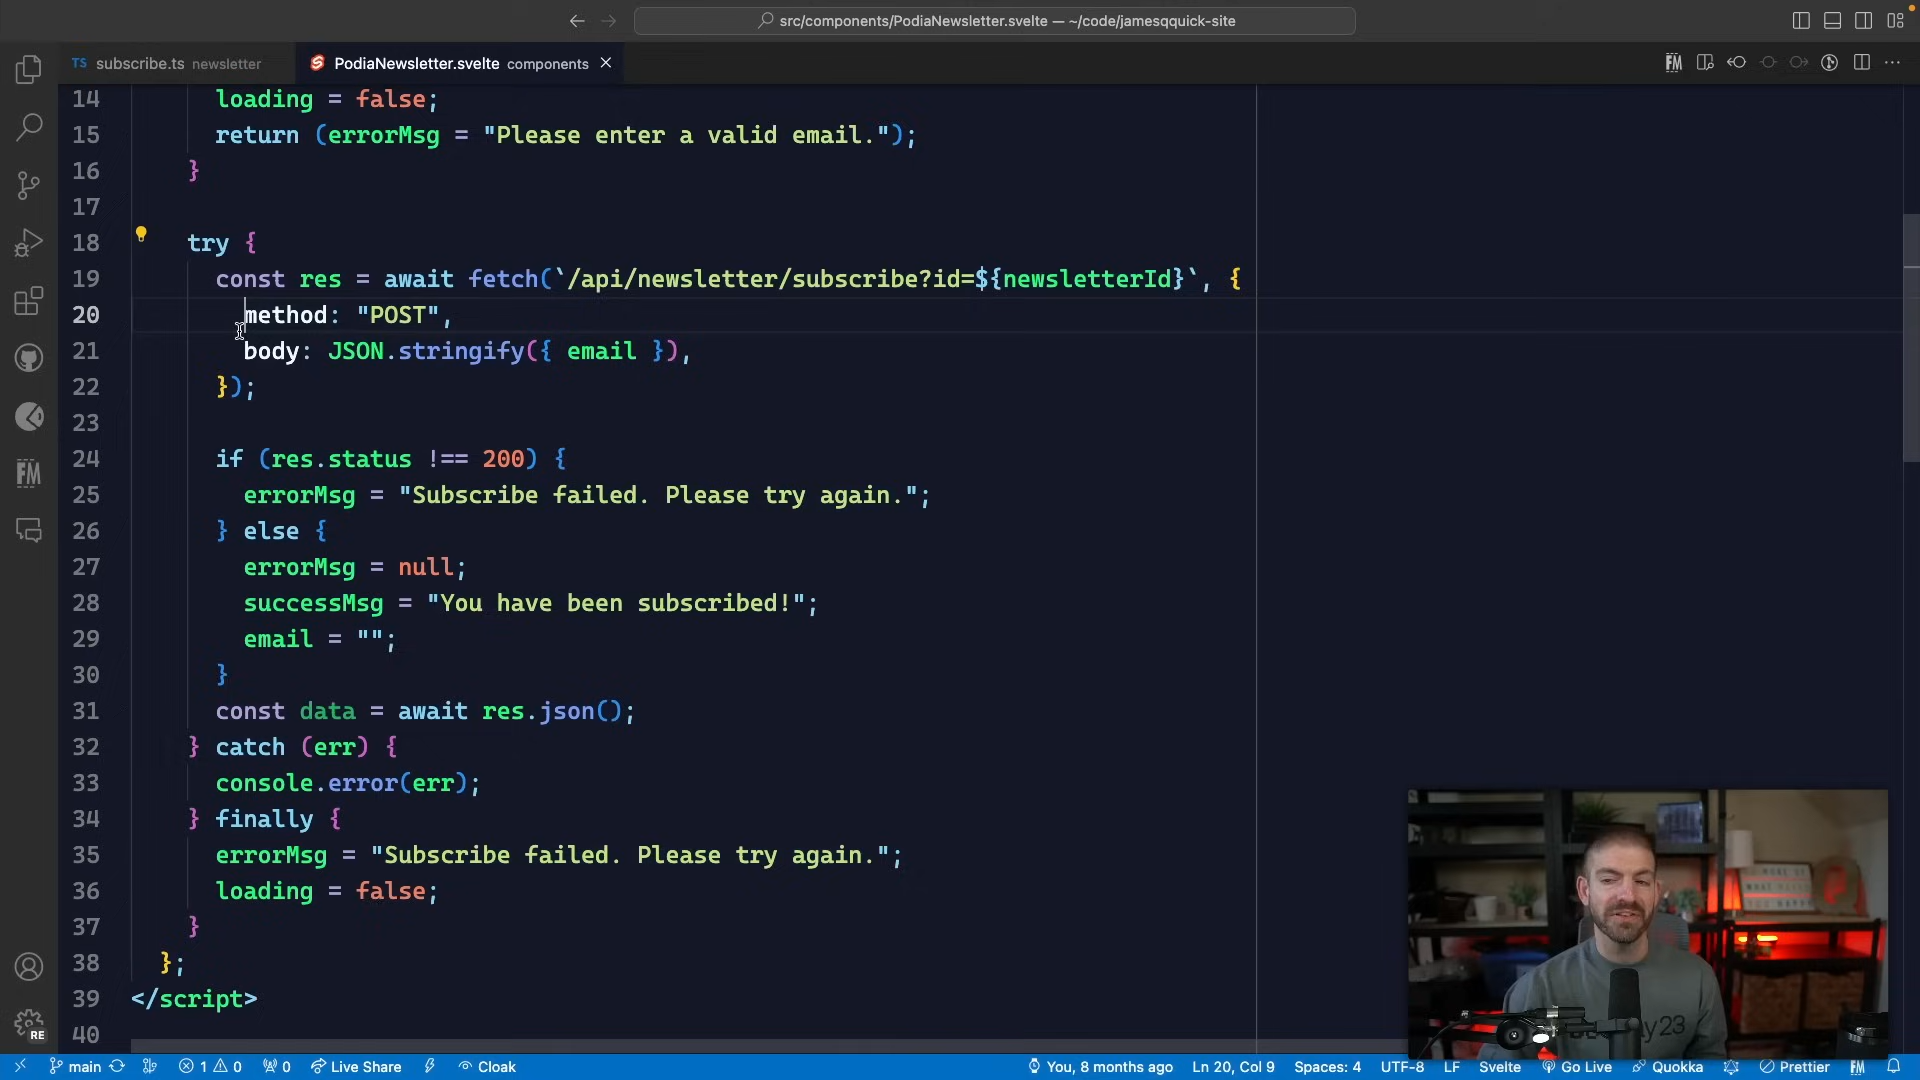 src/components/PodiaNewsletter.svelte — ~/code/jamesqquick-site
TS subscribe.ts newsletter
PodiaNewsletter.svelte components
FM
14 loading = false;
15 return (errorMsg = "Please enter a valid email.");
16 }
17
18 try {
19 const res = await fetch(`/api/newsletter/subscribe?id=${newsletterId}`, {
20 method: "POST",
21 body: JSON.stringify({ email }),
22 });
23
24 if (res.status !== 200) {
25 errorMsg = "Subscribe failed. Please try again.";
26 } else {
27 errorMsg = null;
28 successMsg = "You have been subscribed!";
29 email = "";
30 }
31 const data = await res.json();
32 } catch (err) {
33 console.error(err);
34 } finally {
35 errorMsg = "Subscribe failed. Please try again.";
36 loading = false;
37 }
38 };
39 </script>
40
FM
RE
main 1 0 0 Live Share Cloak You, 8 months ago Ln 20, Col 9 Spaces: 4 UTF-8 LF Svelte Go Live Quokka Prettier FM